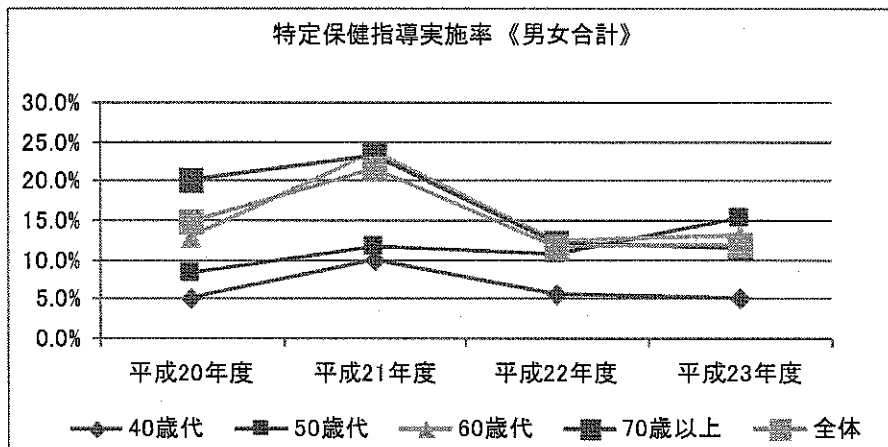 特定保健指導実施率《男女合計》
30.0%
25.0%
20.0%
15.0%
10.0%
5.0%
0.0%
平成20年度 平成21年度 平成22年度 平成23年度
40歳代 50歳代 60歳代 70歳以上 全体